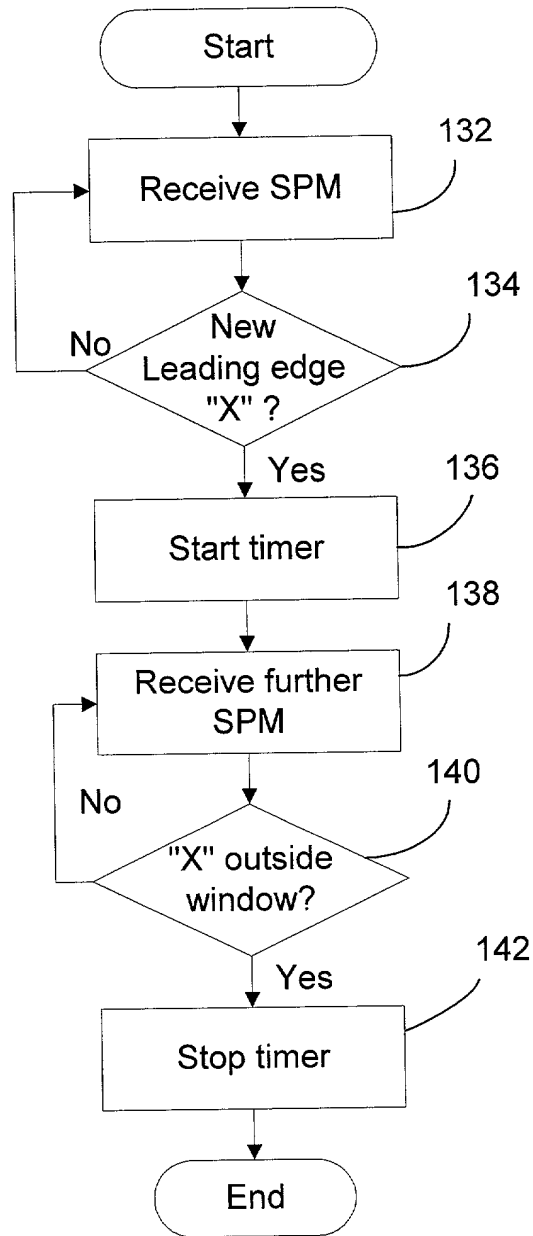 Start
132
Receive SPM
134
No
New
Leading edge
"X" ?
Yes
136
Start timer
138
Receive further
SPM
140
No
"X" outside
window?
Yes
142
Stop timer
End